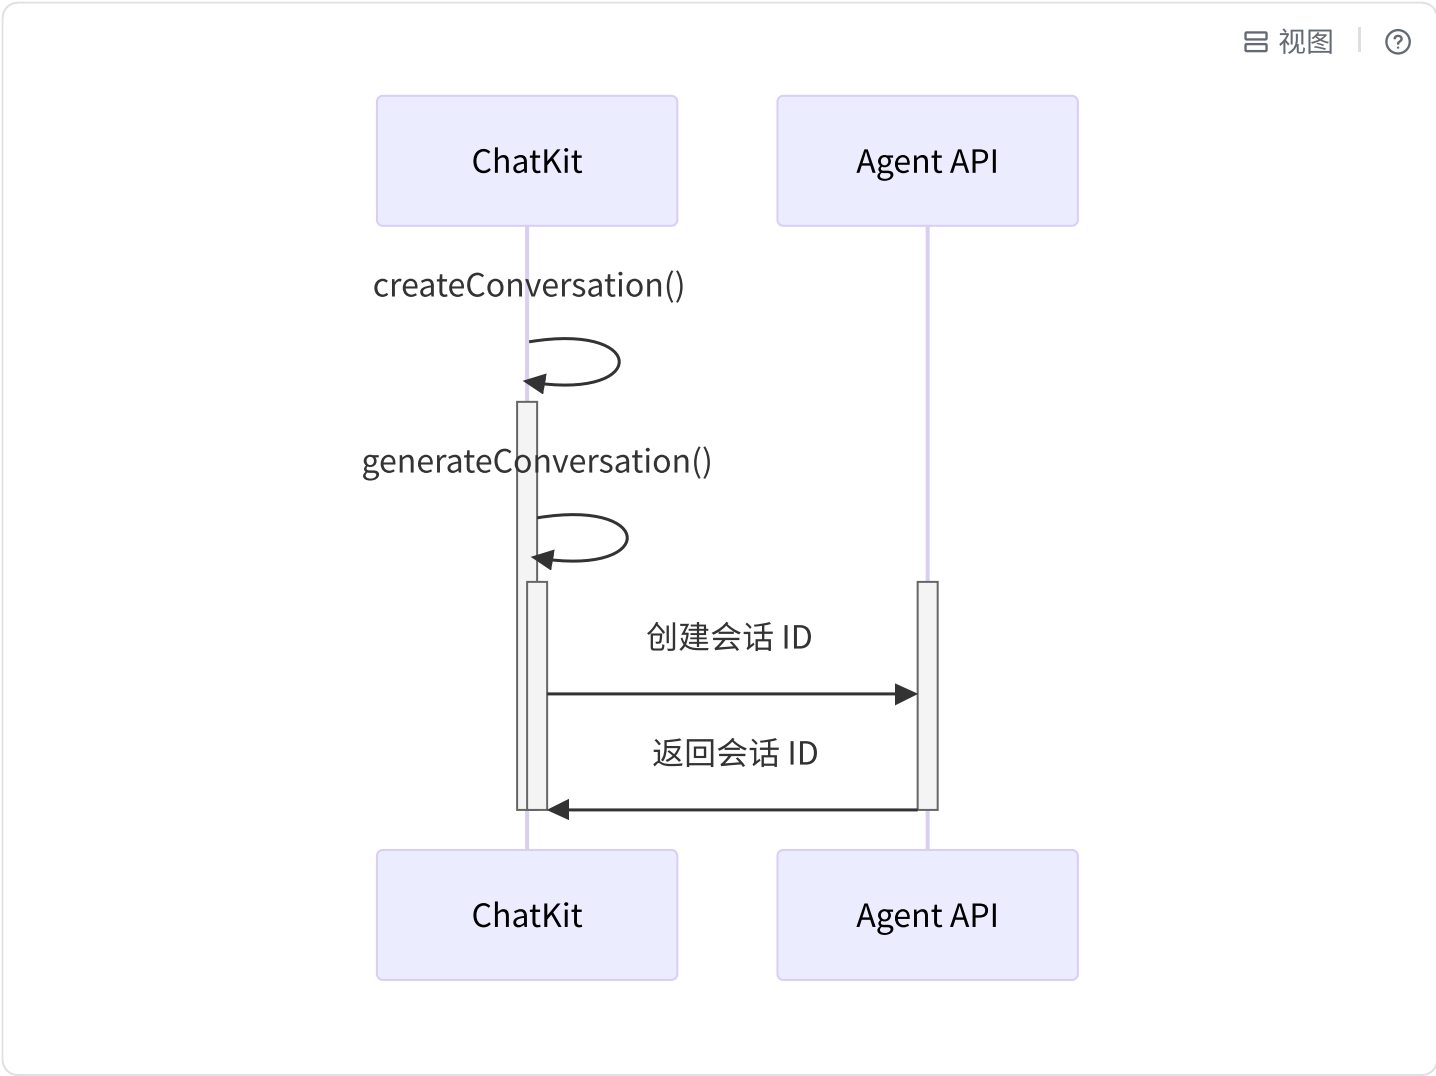 视图
ChatKit
Agent API
createConversation()
generateConversation()
创建会话 ID
返回会话 ID
ChatKit
Agent API